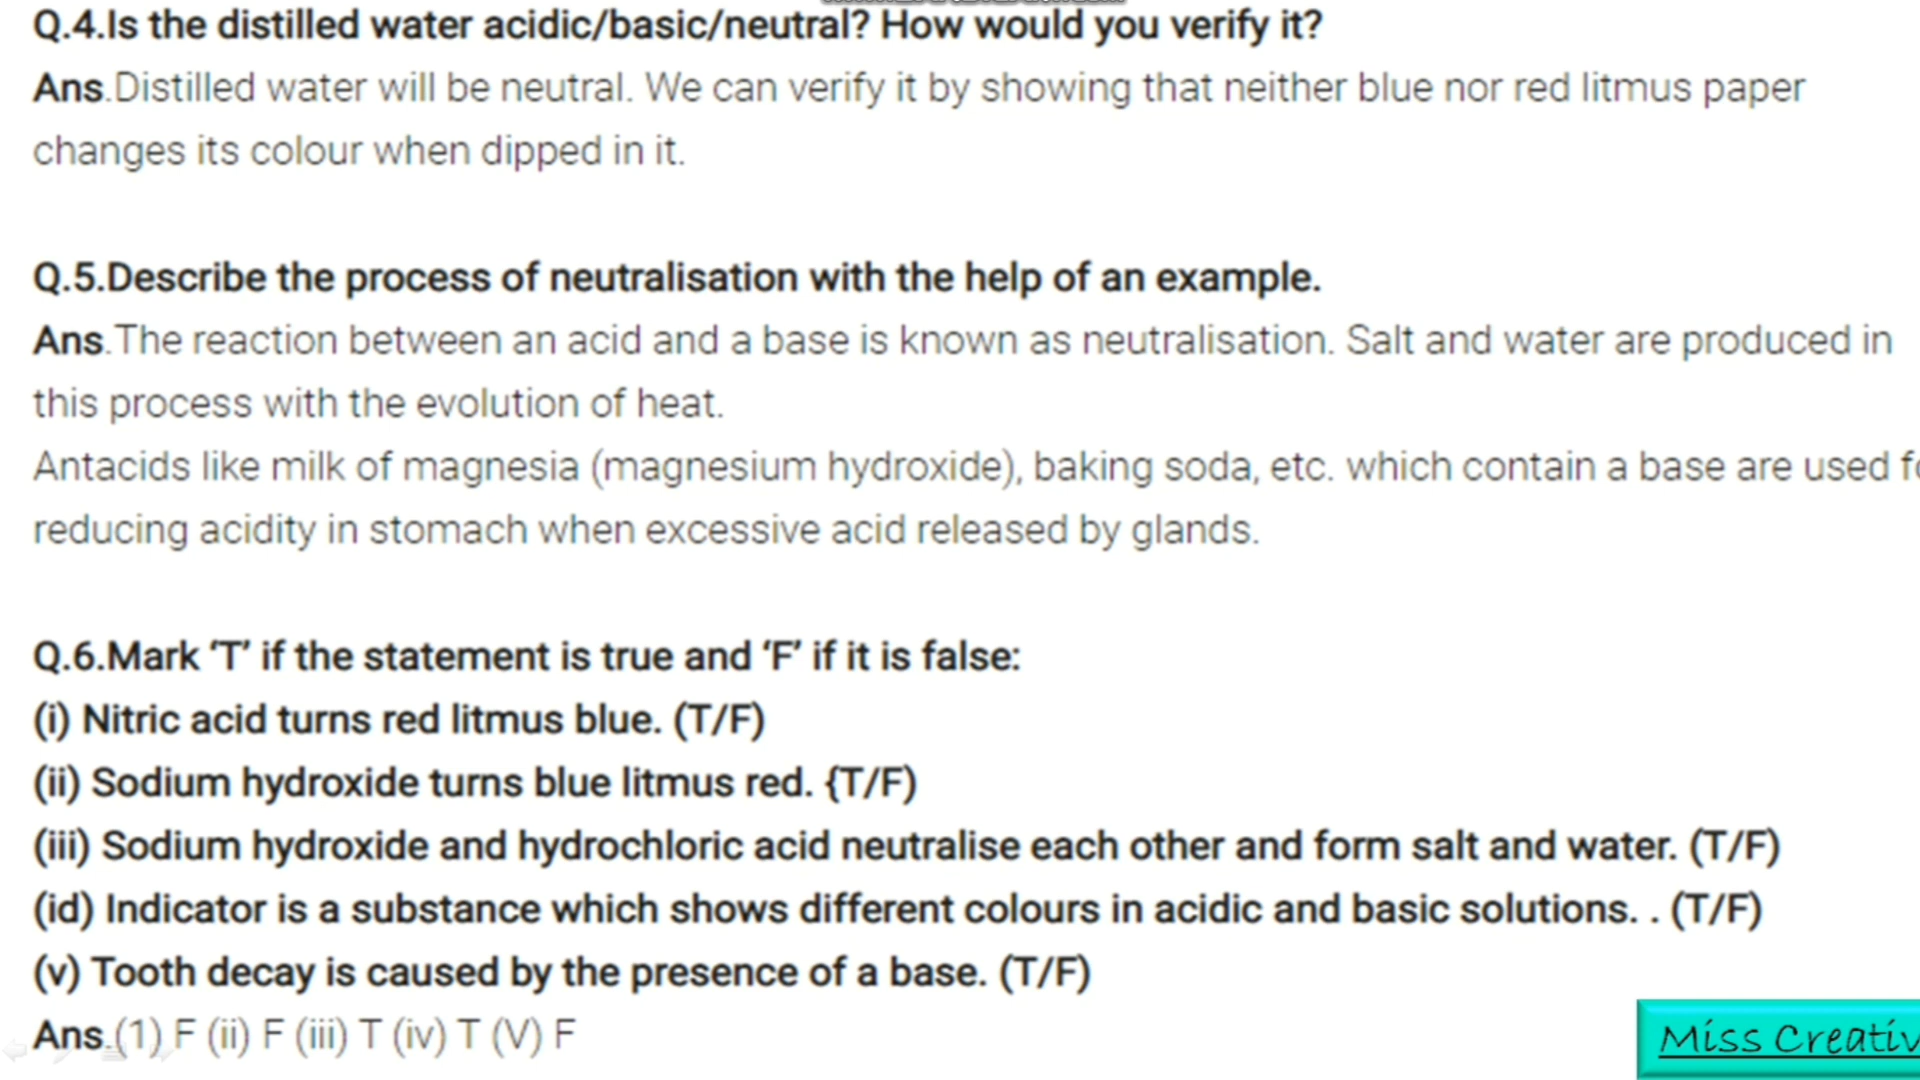 Q.4.Is the distilled water acidic/basic/neutral? How would you verify it?
Ans.Distilled water will be neutral. We can verify it by showing that neither blue nor red litmus paper
changes its colour when dipped in it.
Q.5.Describe the process of neutralisation with the help of an example.
Ans.The reaction between an acid and a base is known as neutralisation. Salt and water are produced in
this process with the evolution of heat.
Antacids like milk of magnesia (magnesium hydroxide), baking soda, etc. which contain a base are used
reducing acidity in stomach when excessive acid released by glands.
Q.6.Mark ‘T’ if the statement is true and ‘F’ if it is false:
(i) Nitric acid turns red litmus blue. (T/F)
(ii) Sodium hydroxide turns blue litmus red. {T/F)
(iii) Sodium hydroxide and hydrochloric acid neutralise each other and form salt and water. (T/F)
(id) Indicator is a substance which shows different colours in acidic and basic solutions. . (T/F)
(v) Tooth decay is caused by the presence of a base. (T/F)
Ans.(1) F (ii) F (iii) T (iv) T (V) F
Miss Creativ